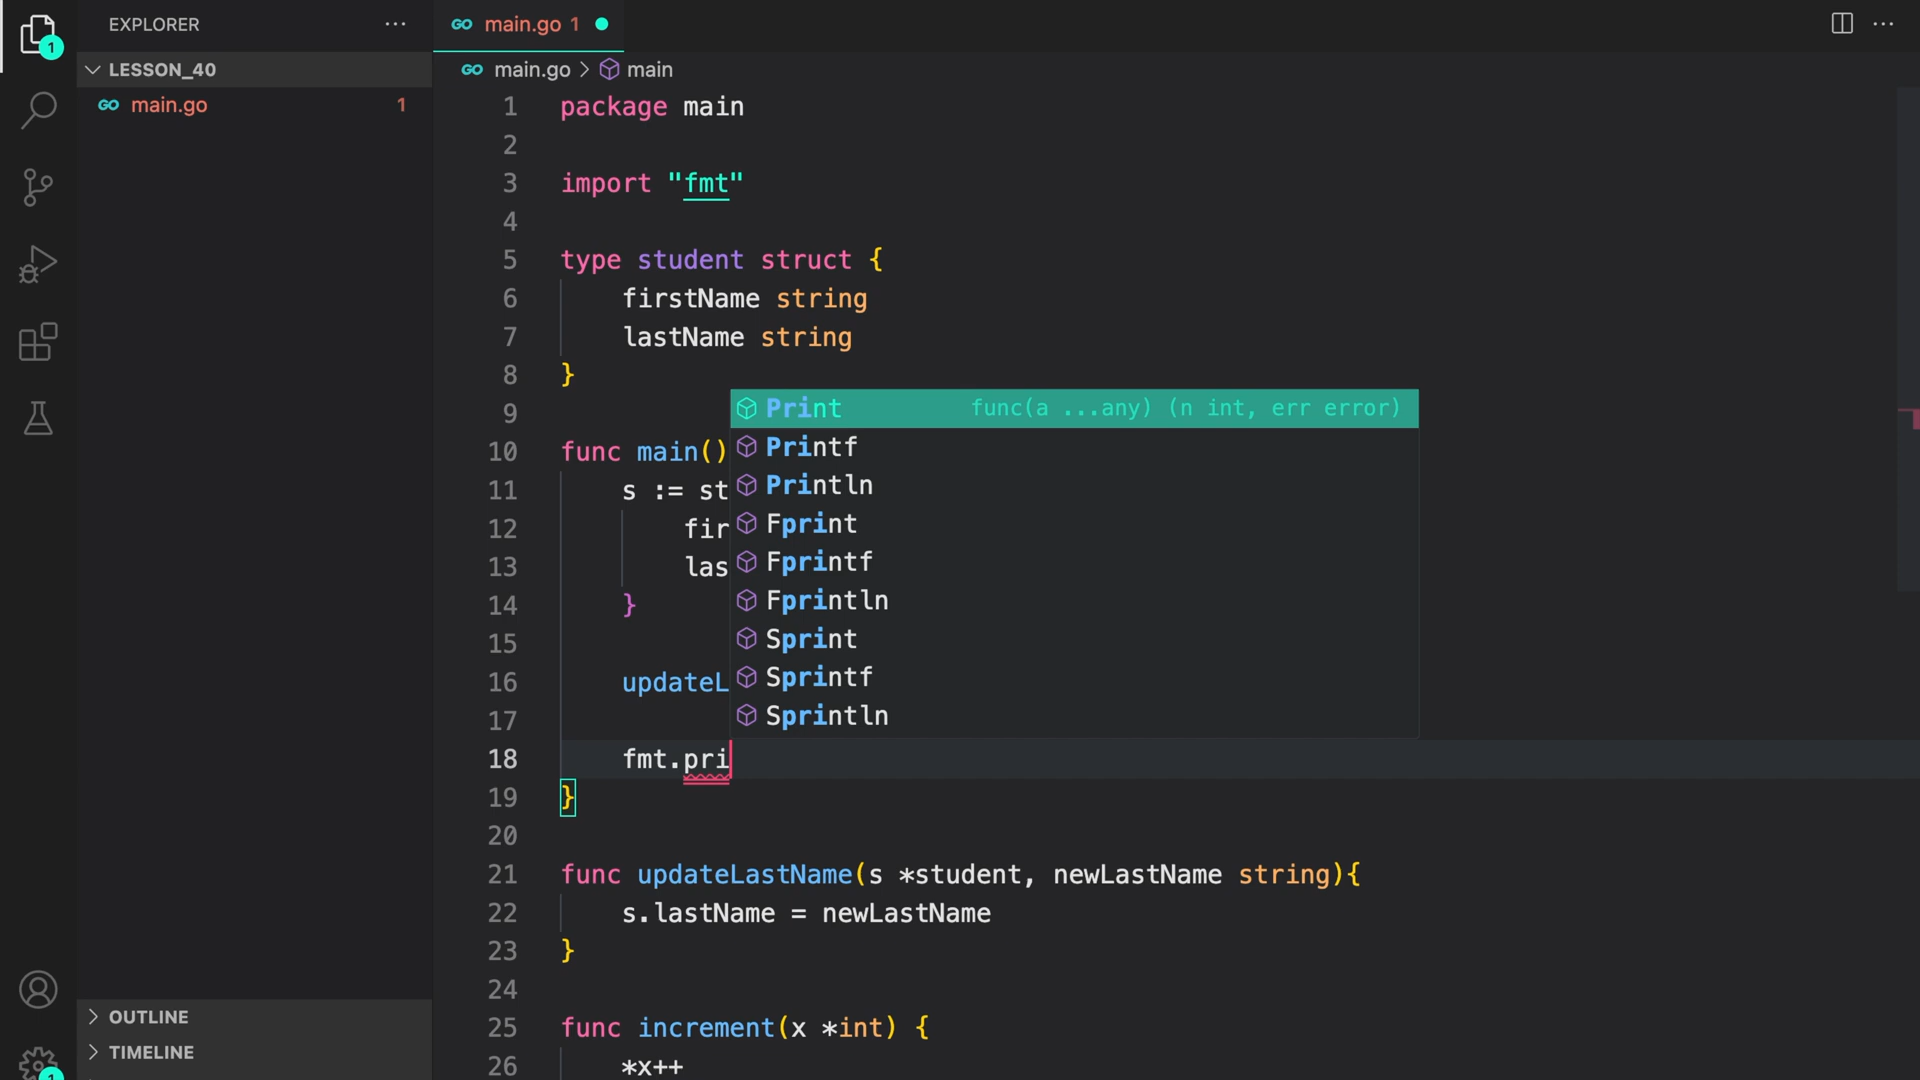 EXPLORER
LESSON_40
main.go 1
OUTLINE
TIMELINE
1
1
main.go 1
main.go > main
1 package main
2
3 import "fmt"
4
5 type student struct {
6 firstName string
7 lastName string
8 }
9
10 func main()
11 s := st
12 fir
13 las
14 }
15
16 updateL
17
18 fmt.pri
19 }
20
21 func updateLastName(s *student, newLastName string){
22 s.lastName = newLastName
23 }
24
25 func increment(x *int) {
26 *x++
Print func(a ...any) (n int, err error)
Printf
Println
Fprint
Fprintf
Fprintln
Sprint
Sprintf
Sprintln